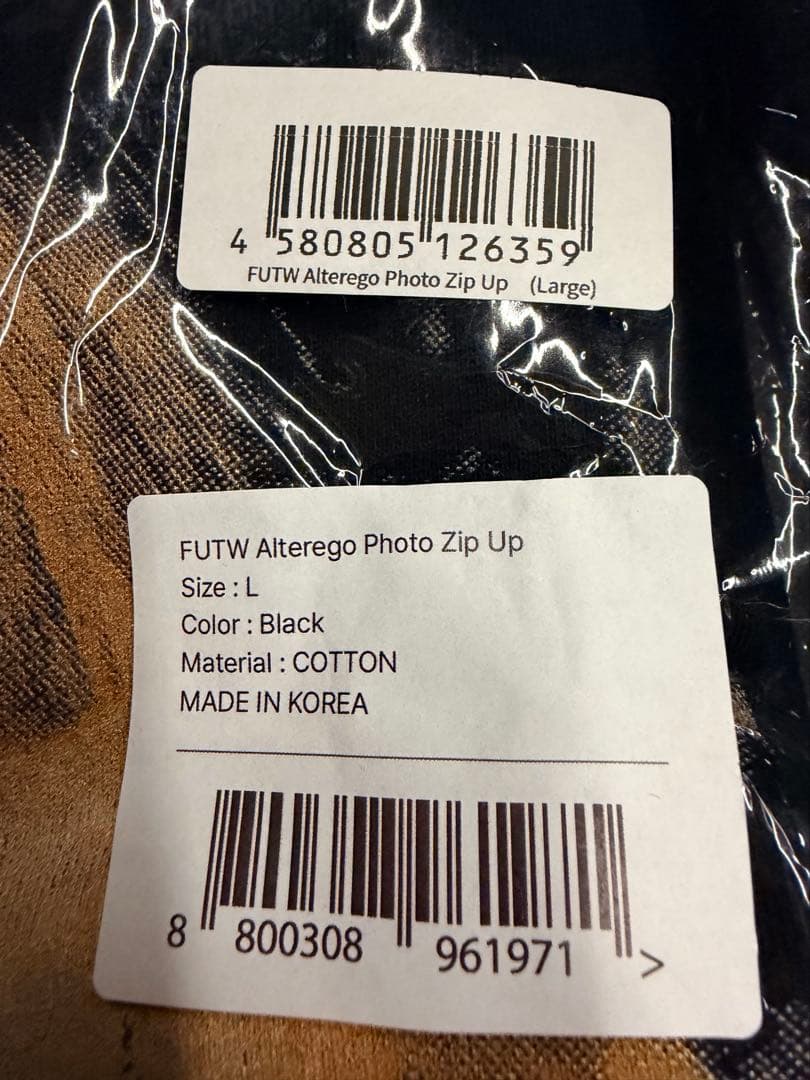 4 580805 126359
FUTW Alterego Photo Zip Up (Large)
FUTW Alterego Photo Zip Up
Size : L
Color : Black
Material : COTTON
MADE IN KOREA
8 800308 961971 >